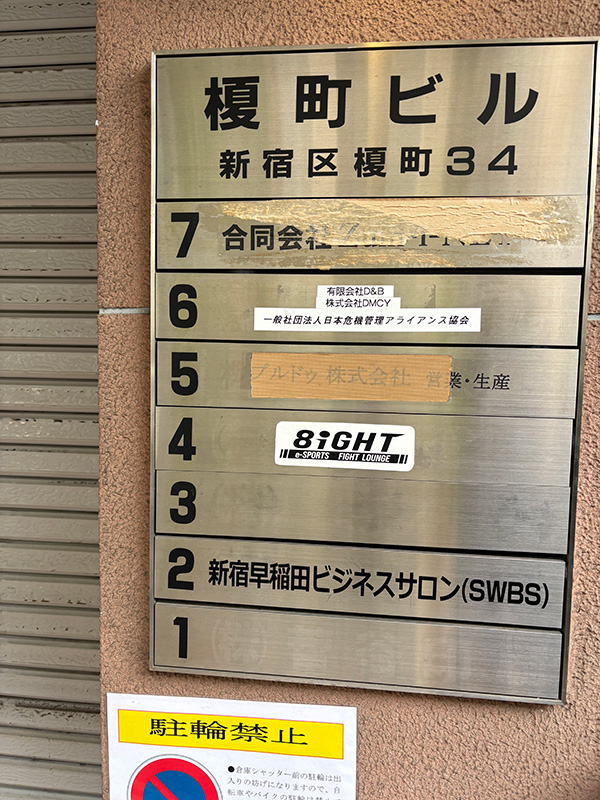 榎町ビル
新宿区榎町34
7 合同会社
6 有限会社D&B
株式会社DMCY
一般社団法人日本危機管理アライアンス協会
5 ブルドゥ 株式会社 営業・生産
4 8iGHT
e-SPORTS FIGHT LOUNGE
3
2 新宿早稲田ビジネスサロン(SWBS)
1
駐輪禁止
●倉庫シャッター前の駐輪は出
入りの妨げになりますので、自
転車やバイクの駐輪は禁止